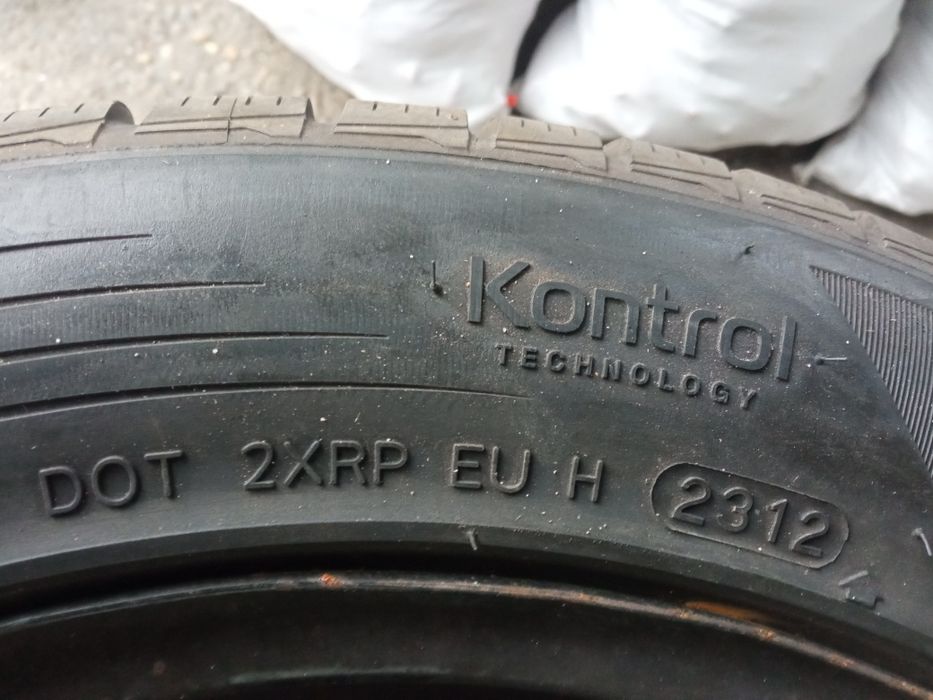 Kontrol
TECHNOLOGY
DOT 2XRP EU H 2312